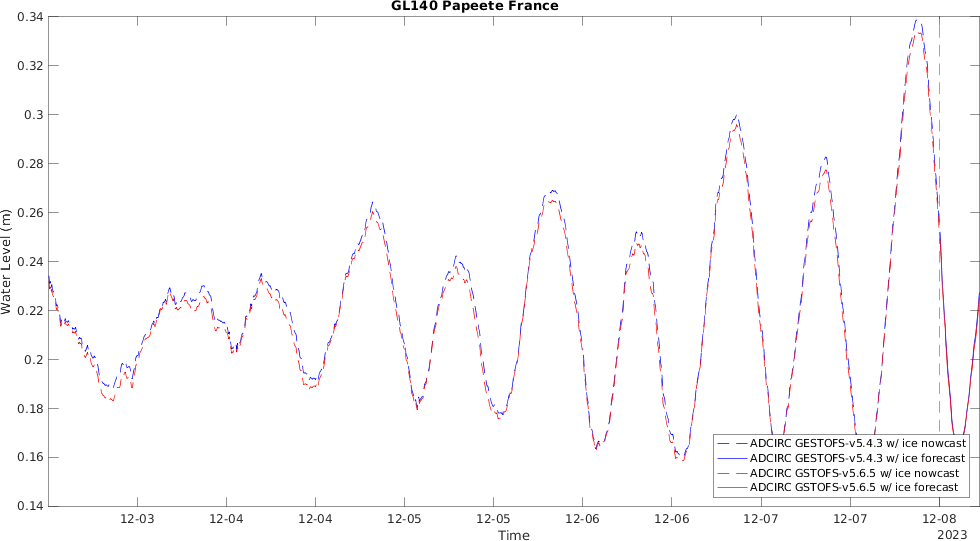 GL140 Papeete France
0.34
0.32
0.3
0.28
0.26
0.24
0.22
0.2
0.18
0.16
0.14
Water Level (m)
ADCIRC GESTOFS-v5.4.3 w/ ice nowcast
ADCIRC GESTOFS-v5.4.3 w/ ice forecast
ADCIRC GSTOFS-v5.6.5 w/ ice nowcast
ADCIRC GSTOFS-v5.6.5 w/ ice forecast
12-03 12-04 12-04 12-05 12-05 12-06 12-06 12-07 12-07 12-08
2023
Time